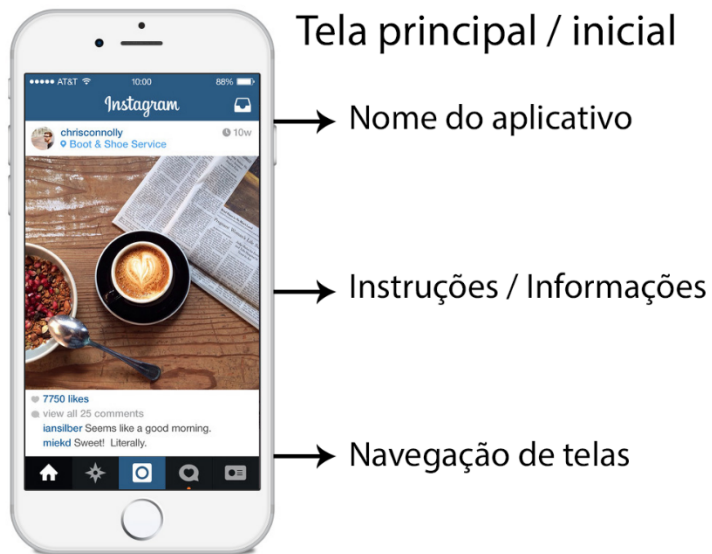 Tela principal / inicial
AT&T 10:00 88%
Instagram
Nome do aplicativo
chrisconnolly 10w
Boot & Shoe Service
Instruções / Informações
7750 likes
view all 25 comments
iansilber Seems like a good morning.
miekd Sweet! Literally.
Navegação de telas